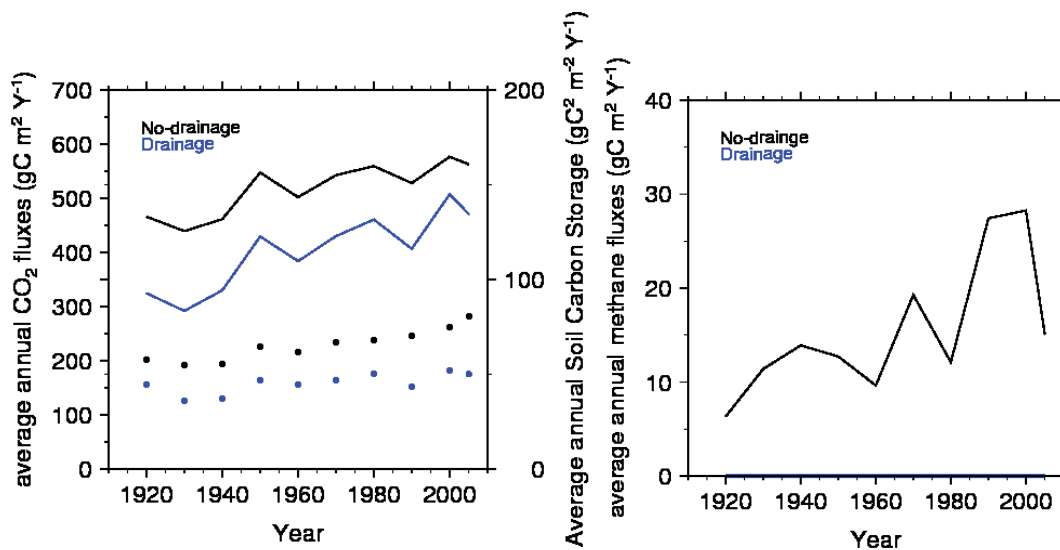 average annual CO₂ fluxes (gC m² Y⁻¹)
700
600
500
400
300
200
100
0
No-drainage
Drainage
1920
1940
1960
1980
2000
Year
200
100
0
Average annual Soil Carbon Storage (gC² m⁻² Y⁻¹)
average annual methane fluxes (gC m² Y⁻¹)
40
30
20
10
0
No-drainge
Drainage
1920
1940
1960
1980
2000
Year